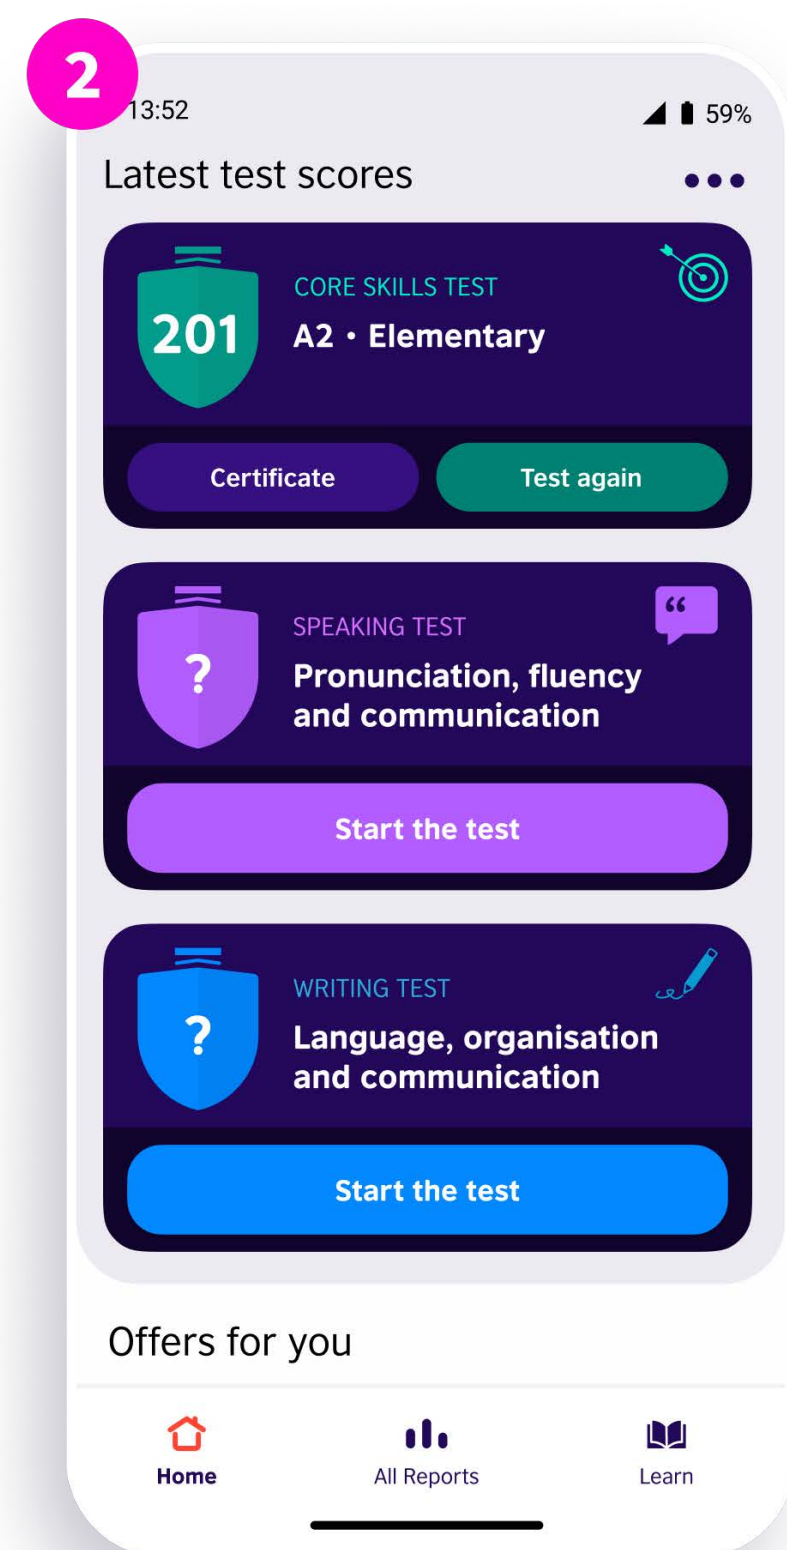 2
13:52
59%
Latest test scores
201
CORE SKILLS TEST
A2 • Elementary
Certificate
Test again
?
SPEAKING TEST
“
Pronunciation, fluency
and communication
Start the test
?
WRITING TEST
Language, organisation
and communication
Start the test
Offers for you
Home
All Reports
Learn